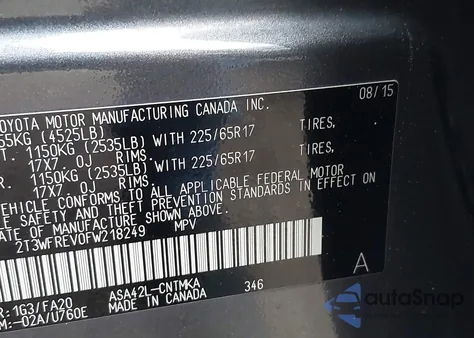 TOYOTA MOTOR MANUFACTURING CANADA INC. 08/15
55KG (4525LB)
T. 1150KG (2535LB) WITH 225/65R17 TIRES,
17X7. 0J RIMS.
R. 1150KG (2535LB) WITH 225/65R17 TIRES,
17X7. 0J RIMS.
VEHICLE CONFORMS TO ALL APPLICABLE FEDERAL MOTOR
LE SAFETY AND THEFT PREVENTION STANDARDS IN EFFECT ON
DATE OF MANUFACTURE SHOWN ABOVE.
2T3WFREV0FW218249 MPV
: 1G3/FA20 ASA42L-CNTMKA 346 A
M: -02A/0760E MADE IN CANADA
autoSnap